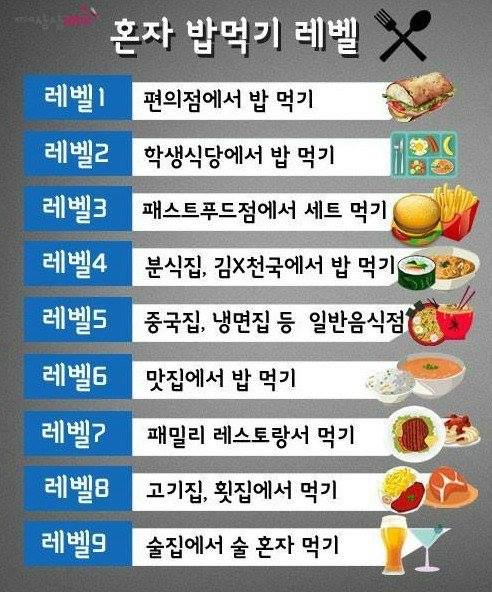 혼자 밥먹기 레벨
레벨1 편의점에서 밥 먹기
레벨2 학생식당에서 밥 먹기
레벨3 패스트푸드점에서 세트 먹기
레벨4 분식집, 김X천국에서 밥 먹기
레벨5 중국집, 냉면집 등 일반음식점
레벨6 맛집에서 밥 먹기
레벨7 패밀리 레스토랑서 먹기
레벨8 고기집, 횟집에서 먹기
레벨9 술집에서 술 혼자 먹기